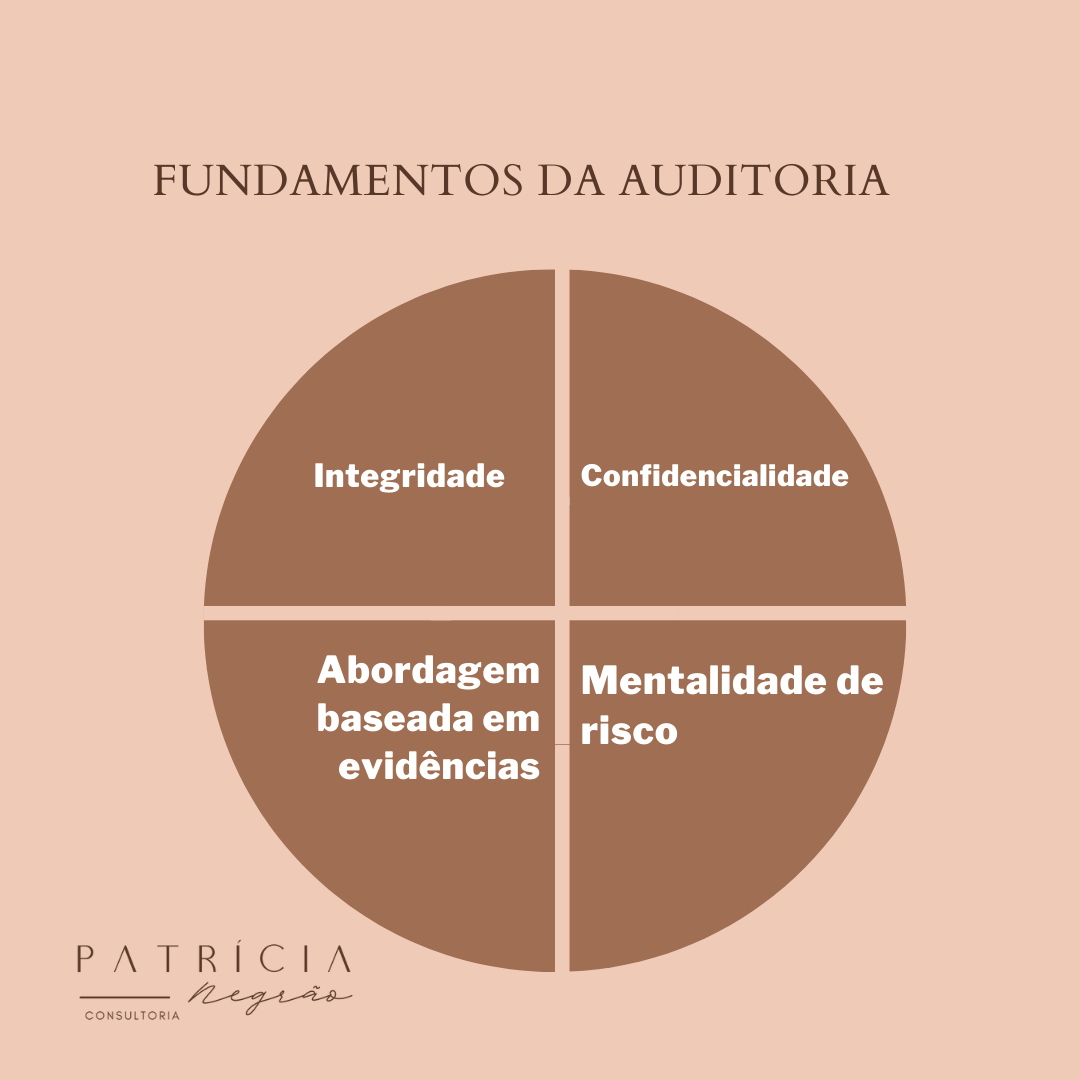 FUNDAMENTOS DA AUDITORIA
Integridade
Confidencialidade
Abordagem
baseada em
evidências
Mentalidade de
risco
PATRÍCIA
Negrão
CONSULTORIA